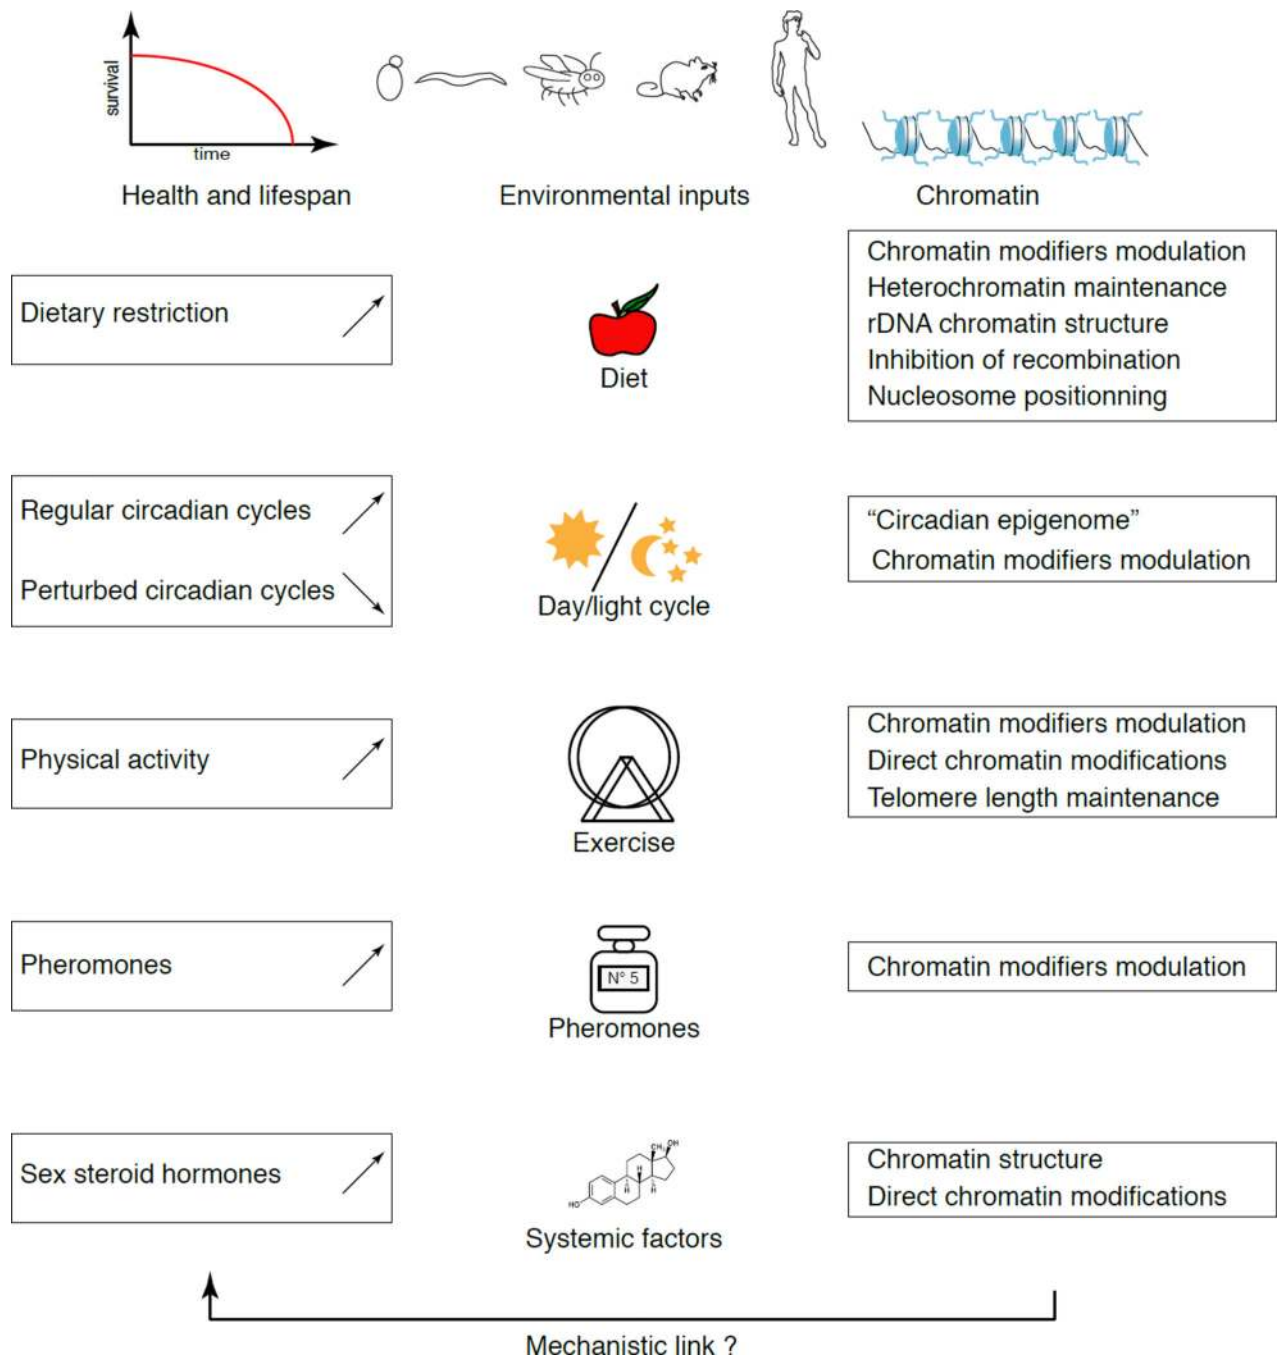 survival
time
Health and lifespan
Environmental inputs
Chromatin
Dietary restriction
Diet
Chromatin modifiers modulation
Heterochromatin maintenance
rDNA chromatin structure
Inhibition of recombination
Nucleosome positionning
Regular circadian cycles
Perturbed circadian cycles
Day/light cycle
“Circadian epigenome”
Chromatin modifiers modulation
Physical activity
Exercise
Chromatin modifiers modulation
Direct chromatin modifications
Telomere length maintenance
Pheromones
N° 5
Pheromones
Chromatin modifiers modulation
Sex steroid hormones
CH3 OH
H
H H
HO
Systemic factors
Chromatin structure
Direct chromatin modifications
Mechanistic link ?